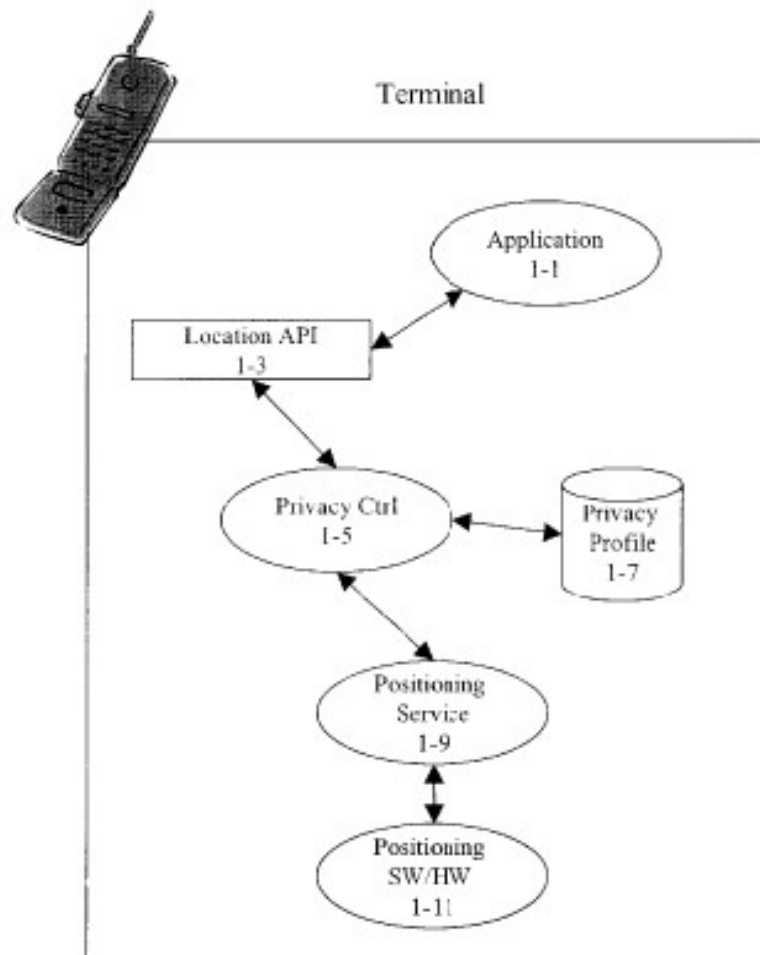 Terminal
Application
1-1
Location API
1-3
Privacy Ctrl
1-5
Privacy
Profile
1-7
Positioning
Service
1-9
Positioning
SW/HW
1-11